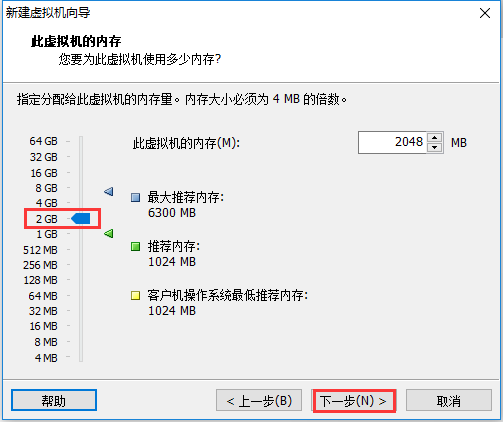 新建虚拟机向导
此虚拟机的内存
您要为此虚拟机使用多少内存?
指定分配给此虚拟机的内存量。内存大小必须为 4 MB 的倍数。
此虚拟机的内存(M):
2048
MB
64 GB
32 GB
16 GB
8 GB
4 GB
2 GB
1 GB
512 MB
256 MB
128 MB
64 MB
32 MB
16 MB
8 MB
4 MB
最大推荐内存:
6300 MB
推荐内存:
1024 MB
客户机操作系统最低推荐内存:
1024 MB
帮助
< 上一步(B)
下一步(N) >
取消